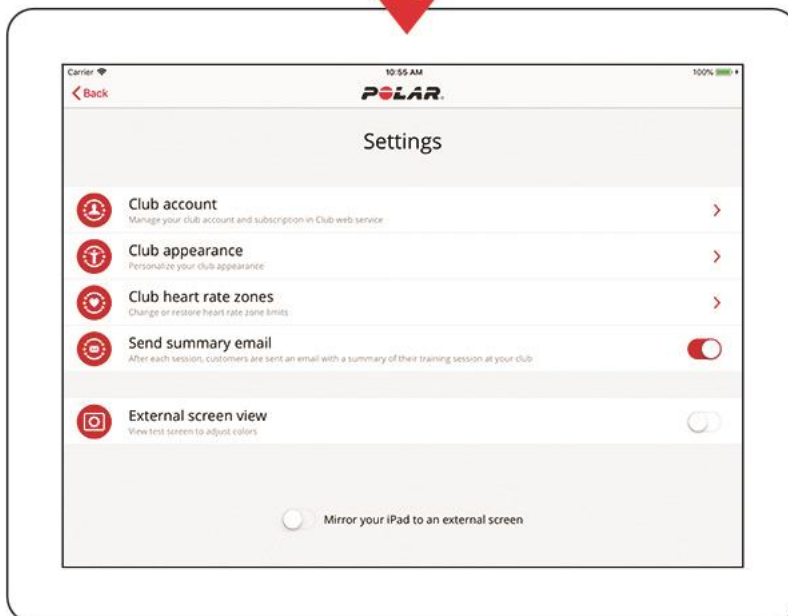 Carrier 10:55 AM 100%
Back POLAR
Settings
Club account
Manage your club account and subscription in Club web service
Club appearance
Personalize your club appearance
Club heart rate zones
Change or restore heart rate zone limits
Send summary email
After each session, customers are sent an email with a summary of their training session at your club
External screen view
View test screen to adjust colors
Mirror your iPad to an external screen